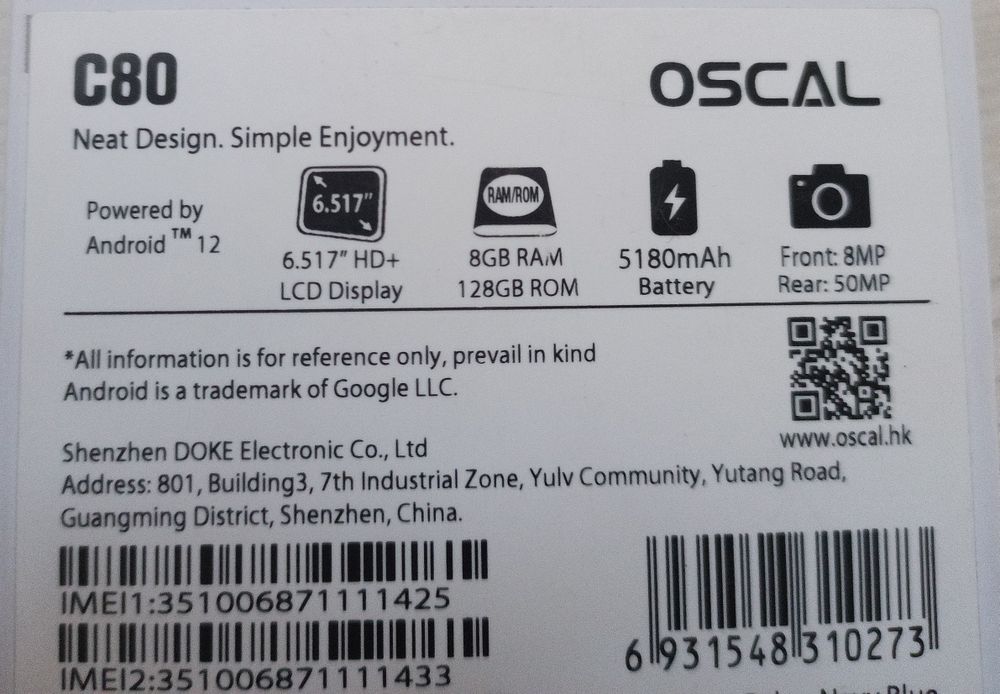 C80
OSCAL
Neat Design. Simple Enjoyment.
Powered by
Android™ 12
6.517"
6.517" HD+
LCD Display
RAM/ROM
8GB RAM
128GB ROM
5180mAh
Battery
Front: 8MP
Rear: 50MP
*All information is for reference only, prevail in kind
Android is a trademark of Google LLC.
www.oscal.hk
Shenzhen DOKE Electronic Co., Ltd
Address: 801, Building3, 7th Industrial Zone, Yulv Community, Yutang Road,
Guangming District, Shenzhen, China.
IMEI1:351006871111425
IMEI2:351006871111433
6 931548 310273
Navy Blue